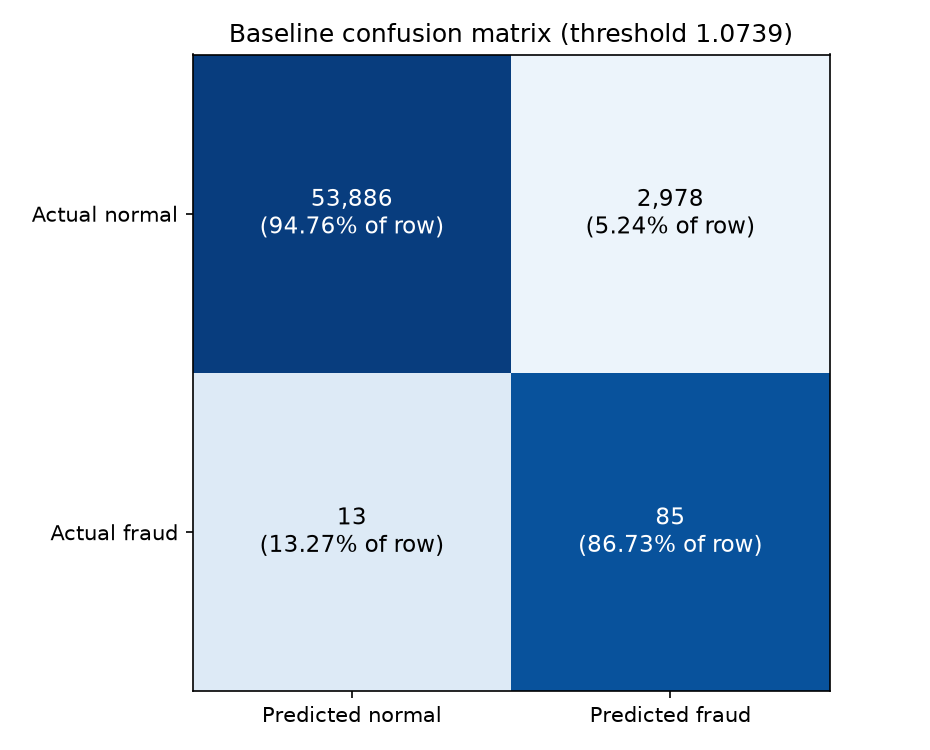 Baseline confusion matrix (threshold 1.0739)
Actual normal
53,886
(94.76% of row)
2,978
(5.24% of row)
Actual fraud
13
(13.27% of row)
85
(86.73% of row)
Predicted normal
Predicted fraud